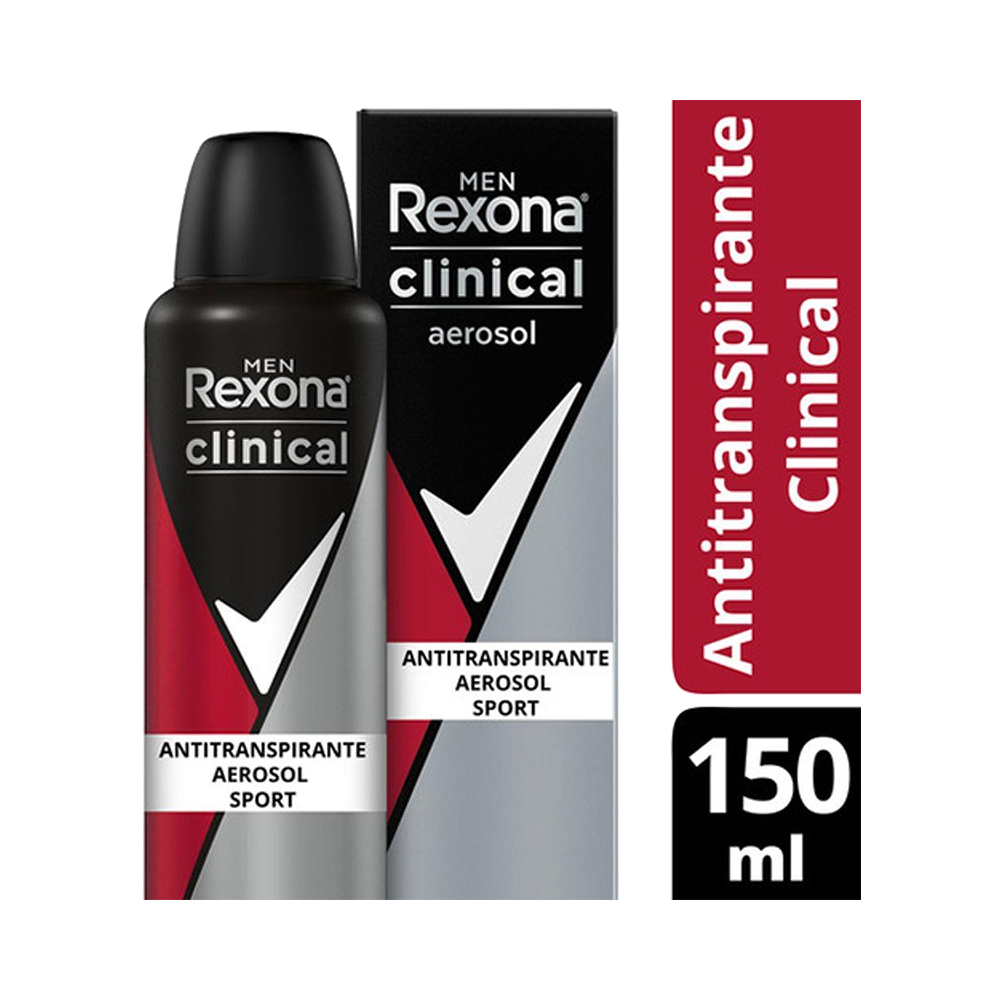 MEN
Rexona®
clinical
ANTITRANSPIRANTE
AEROSOL
SPORT
MEN
Rexona®
clinical
aerosol
ANTITRANSPIRANTE
AEROSOL
SPORT
Antitranspirante
Clinical
150
ml